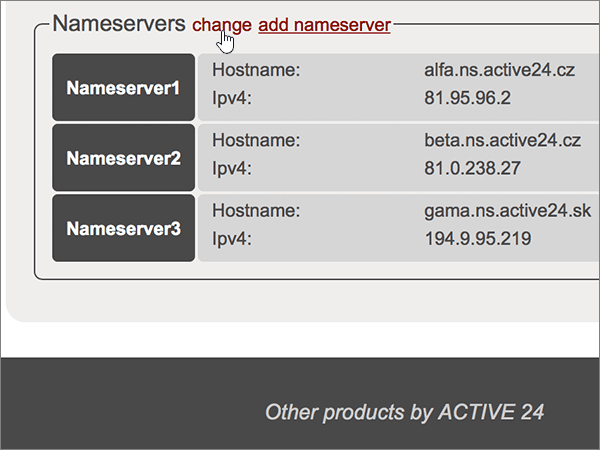 Nameservers change add nameserver
Nameserver1
Hostname: alfa.ns.active24.cz
Ipv4: 81.95.96.2
Nameserver2
Hostname: beta.ns.active24.cz
Ipv4: 81.0.238.27
Nameserver3
Hostname: gama.ns.active24.sk
Ipv4: 194.9.95.219
Other products by ACTIVE 24